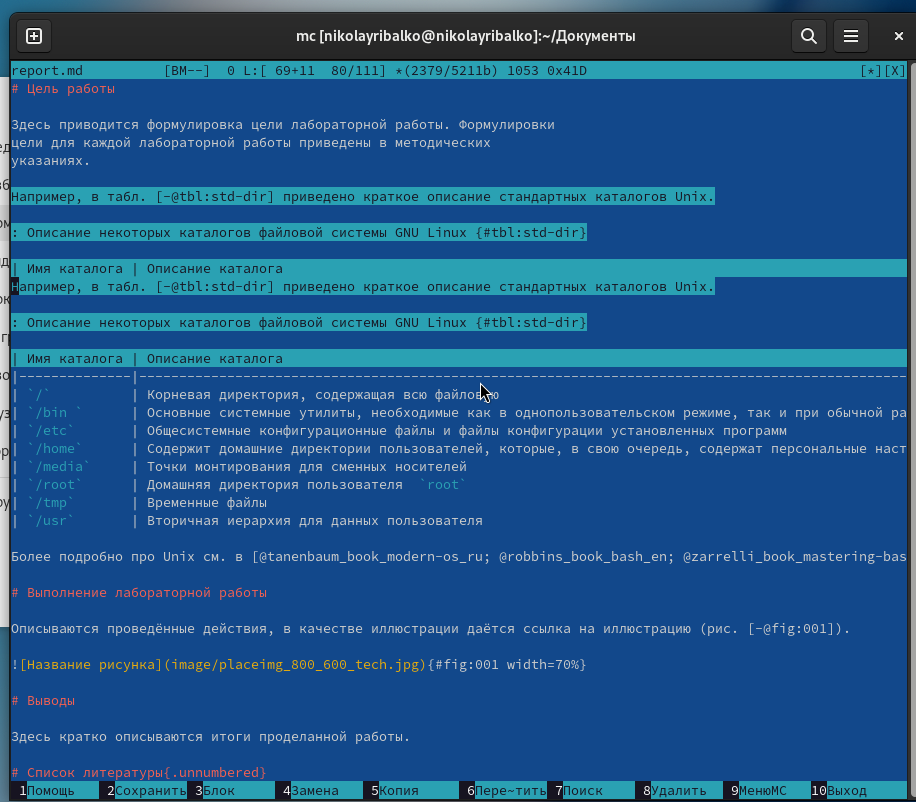 mc [nikolayribalko@nikolayribalko]:~/Документы
report.md [BM--] 0 L:[ 69+11 80/111] *(2379/5211b) 1053 0x41D [*][X]
# Цель работы
Здесь приводится формулировка цели лабораторной работы. Формулировки
цели для каждой лабораторной работы приведены в методических
указаниях.
Например, в табл. [-@tbl:std-dir] приведено краткое описание стандартных каталогов Unix.
: Описание некоторых каталогов файловой системы GNU Linux {#tbl:std-dir}
| Имя каталога | Описание каталога
Например, в табл. [-@tbl:std-dir] приведено краткое описание стандартных каталогов Unix.
: Описание некоторых каталогов файловой системы GNU Linux {#tbl:std-dir}
| Имя каталога | Описание каталога
|--------------|------------------------------------------------------------------------------------------------
| `/` | Корневая директория, содержащая всю файловую
| `/bin ` | Основные системные утилиты, необходимые как в однопользовательском режиме, так и при обычной ра
| `/etc` | Общесистемные конфигурационные файлы и файлы конфигурации установленных программ
| `/home` | Содержит домашние директории пользователей, которые, в свою очередь, содержат персональные наст
| `/media` | Точки монтирования для сменных носителей
| `/root` | Домашняя директория пользователя `root`
| `/tmp` | Временные файлы
| `/usr` | Вторичная иерархия для данных пользователя
Более подробно про Unix см. в [@tanenbaum_book_modern-os_ru; @robbins_book_bash_en; @zarrelli_book_mastering-bas
# Выполнение лабораторной работы
Описываются проведённые действия, в качестве иллюстрации даётся ссылка на иллюстрацию (рис. [-@fig:001]).
![Название рисунка](image/placeimg_800_600_tech.jpg){#fig:001 width=70%}
# Выводы
Здесь кратко описываются итоги проделанной работы.
# Список литературы{.unnumbered}
1Помощь 2Сохранить 3Блок 4Замена 5Копия 6Пере~тить 7Поиск 8Удалить 9МенюMC 10Выход